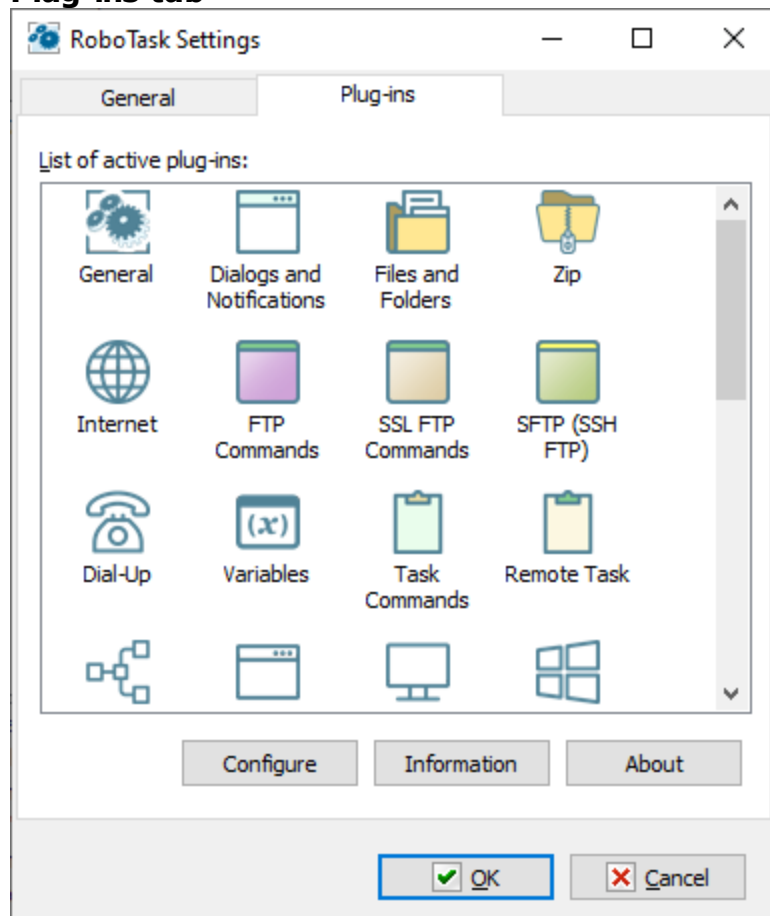 Plug-ins tab
RoboTask Settings
General
Plug-ins
List of active plug-ins:
General
Dialogs and
Notifications
Files and
Folders
Zip
Internet
FTP
Commands
SSL FTP
Commands
SFTP (SSH
FTP)
Dial-Up
(x)
Variables
Task
Commands
Remote Task
Configure
Information
About
OK
Cancel